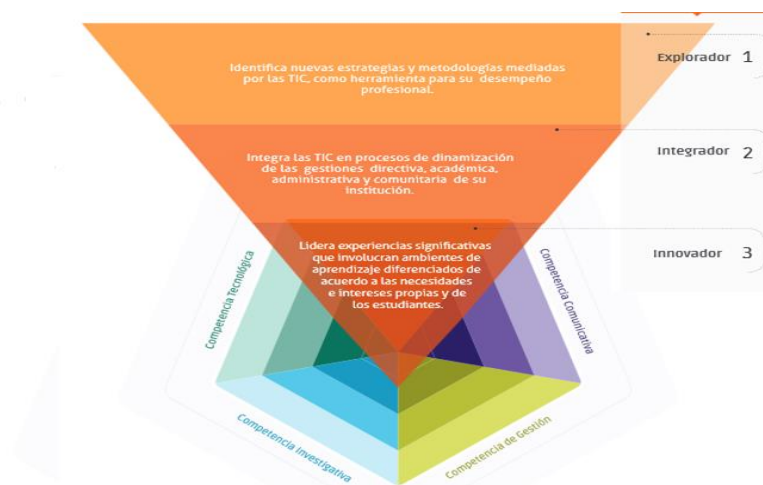 Identifica nuevas estrategias y metodologías mediadas
por las TIC, como herramienta para su desempeño
profesional.
Explorador 1
Integra las TIC en procesos de dinamización
de las gestiones directiva, académica,
administrativa y comunitaria de su
institución.
Integrador 2
Lidera experiencias significativas
que involucran ambientes de
aprendizaje diferenciados de
acuerdo a las necesidades
e intereses propias y de
los estudiantes.
Innovador 3
Competencia Tecnológica
Competencia Comunicativa
Competencia Investigativa
Competencia de Gestión